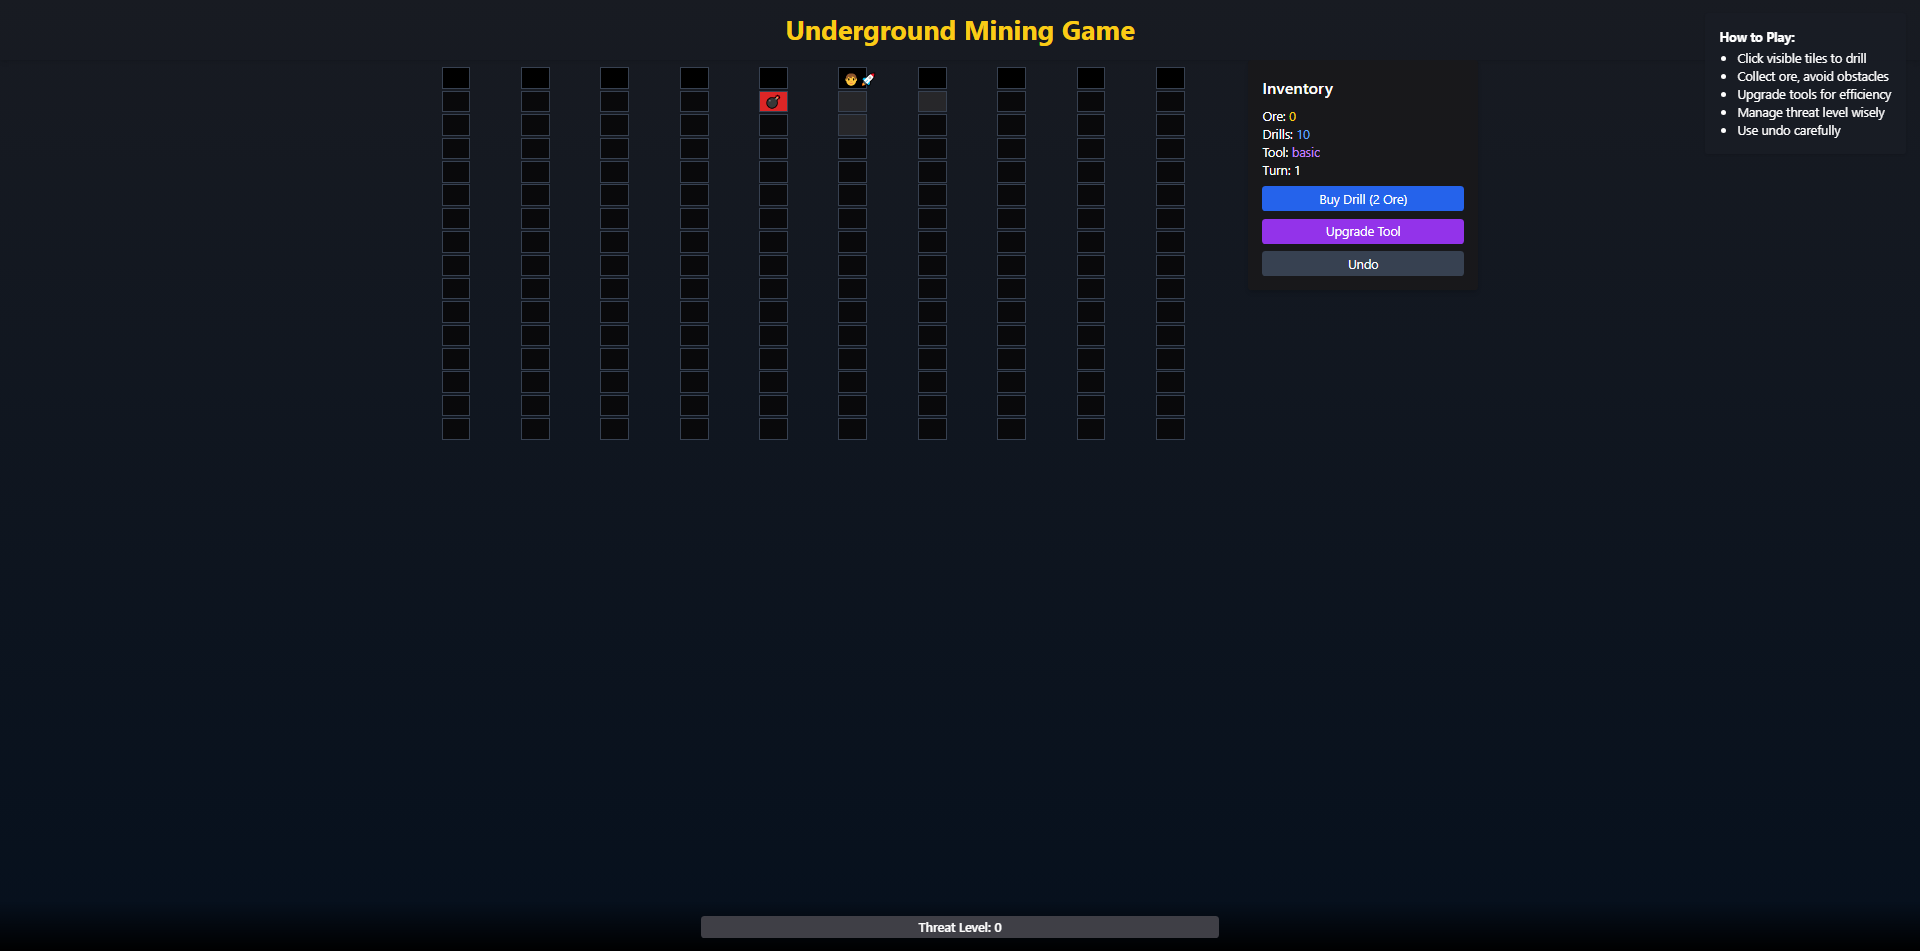 Underground Mining Game
How to Play:
Click visible tiles to drill
Collect ore, avoid obstacles
Upgrade tools for efficiency
Manage threat level wisely
Use undo carefully
Inventory
Ore: 0
Drills: 10
Tool: basic
Turn: 1
Buy Drill (2 Ore)
Upgrade Tool
Undo
Threat Level: 0